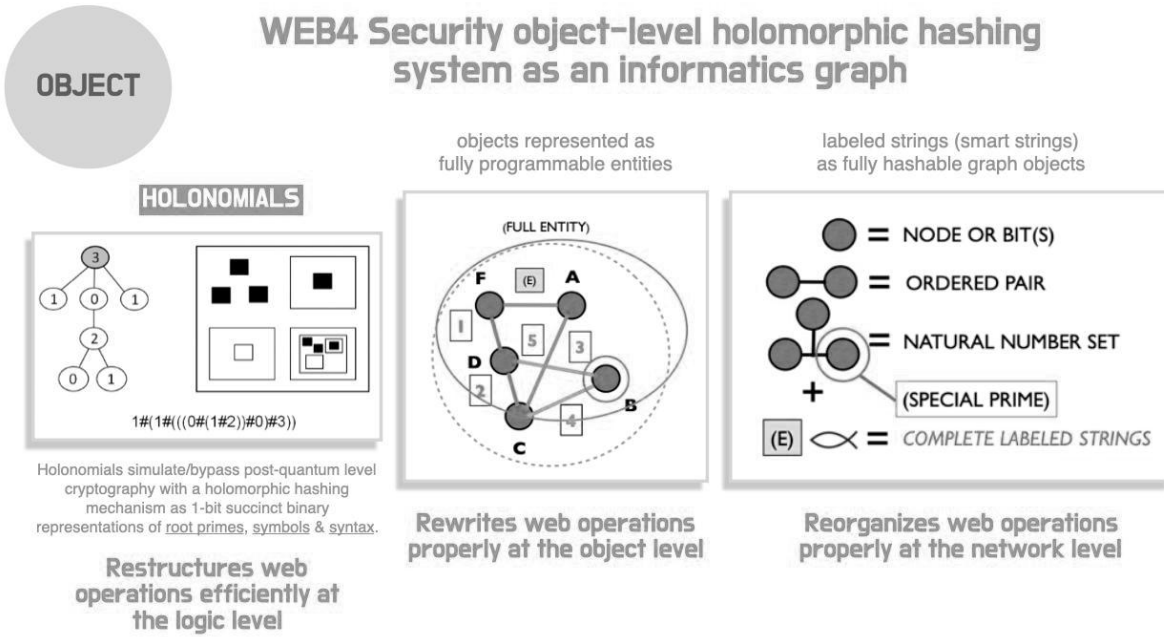 OBJECT
WEB4 Security object-level holomorphic hashing
system as an informatics graph
HOLONOMIALS
3
1 0 1
2
0 1
1#(1#(((0#(1#2))#0)#3))
Holonomials simulate/bypass post-quantum level
cryptography with a holomorphic hashing
mechanism as 1-bit succinct binary
representations of root primes, symbols & syntax.
Restructures web
operations efficiently at
the logic level
objects represented as
fully programmable entities
(FULL ENTITY)
F (E) A
1 5 3
D
2 B
4
C
Rewrites web operations
properly at the object level
labeled strings (smart strings)
as fully hashable graph objects
= NODE OR BIT(S)
= ORDERED PAIR
= NATURAL NUMBER SET
+
(SPECIAL PRIME)
(E) = COMPLETE LABELED STRINGS
Reorganizes web operations
properly at the network level